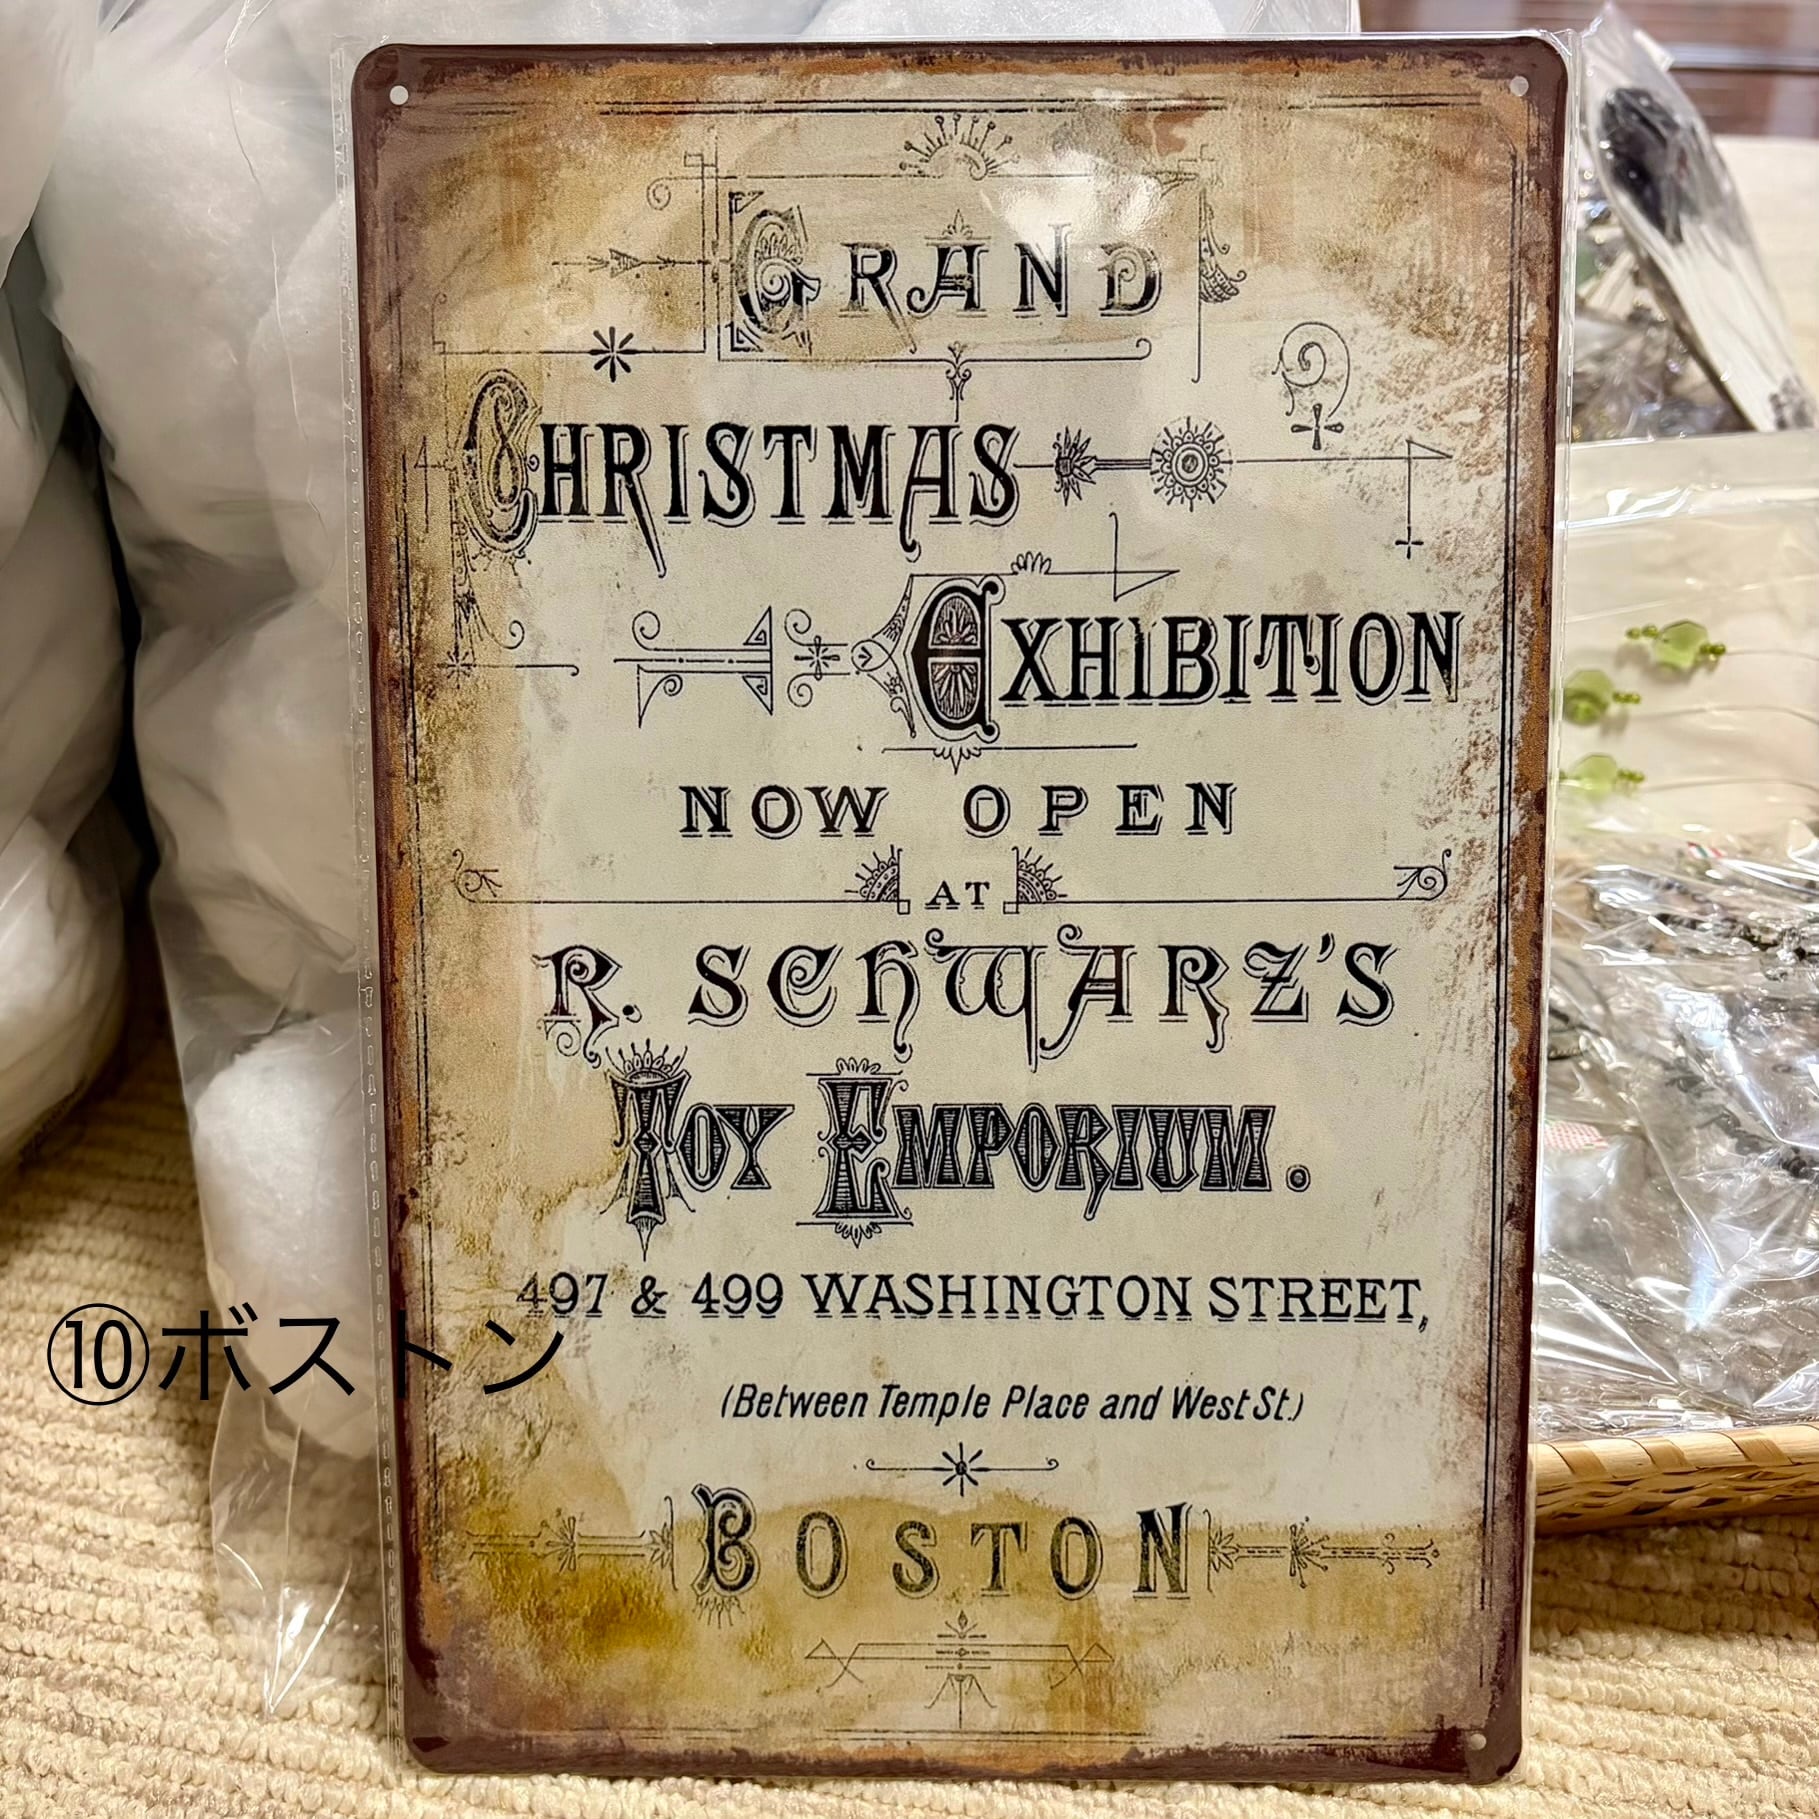 GRAND
CHRISTMAS
EXHIBITION
NOW OPEN
AT
R. SCHWARZ'S
TOY EMPORIUM.
497 & 499 WASHINGTON STREET,
⑩ボストン
(Between Temple Place and West St.)
BOSTON